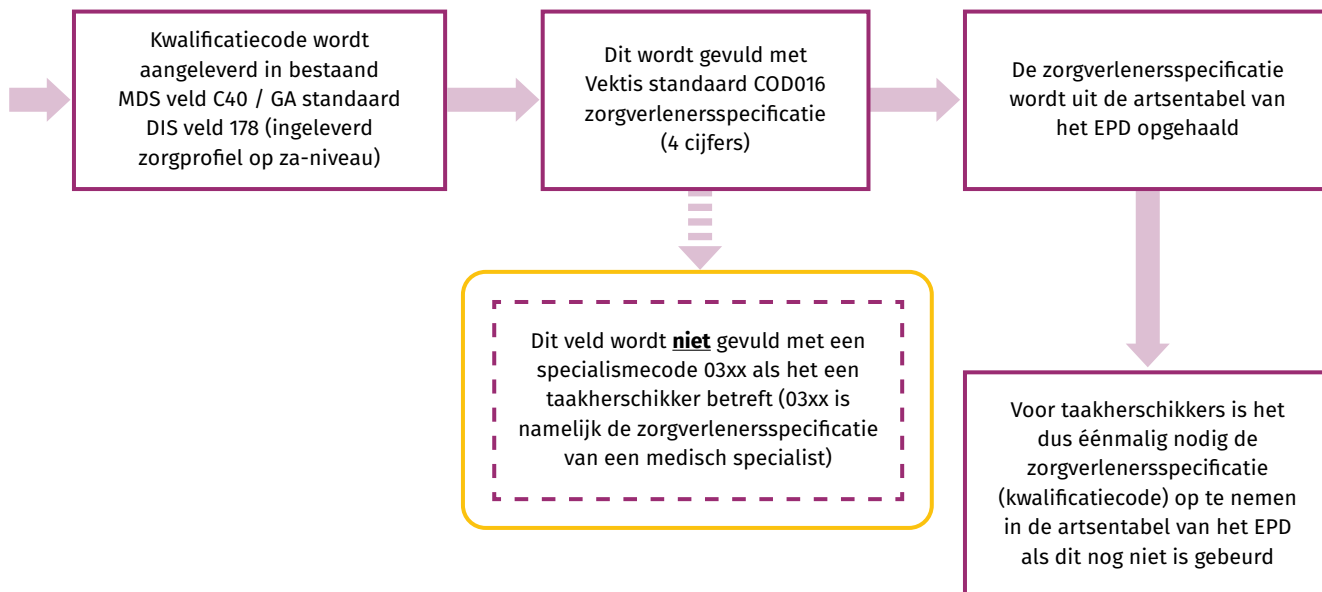 Kwalificatiecode wordt
aangeleverd in bestaand
MDS veld C40 / GA standaard
DIS veld 178 (ingeleverd
zorgprofiel op za-niveau)
Dit wordt gevuld met
Vektis standaard COD016
zorgverlenersspecificatie
(4 cijfers)
De zorgverlenersspecificatie
wordt uit de artsentabel van
het EPD opgehaald
Dit veld wordt niet gevuld met een
specialismecode 03xx als het een
taakherschikker betreft (03xx is
namelijk de zorgverlenersspecificatie
van een medisch specialist)
Voor taakherschikkers is het
dus éénmalig nodig de
zorgverlenersspecificatie
(kwalificatiecode) op te nemen
in de artsentabel van het EPD
als dit nog niet is gebeurd